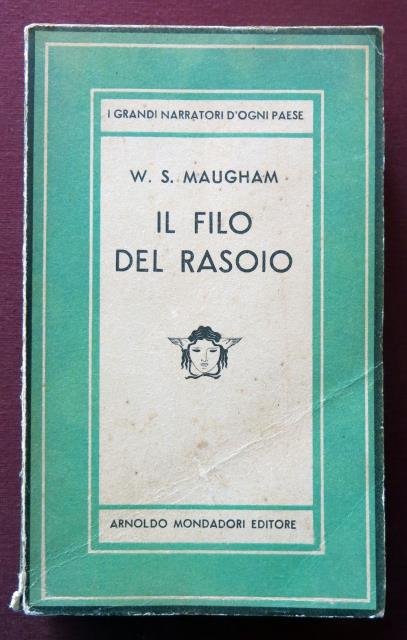 I GRANDI NARRATORI D'OGNI PAESE
W. S. MAUGHAM
IL FILO
DEL RASOIO
ARNOLDO MONDADORI EDITORE